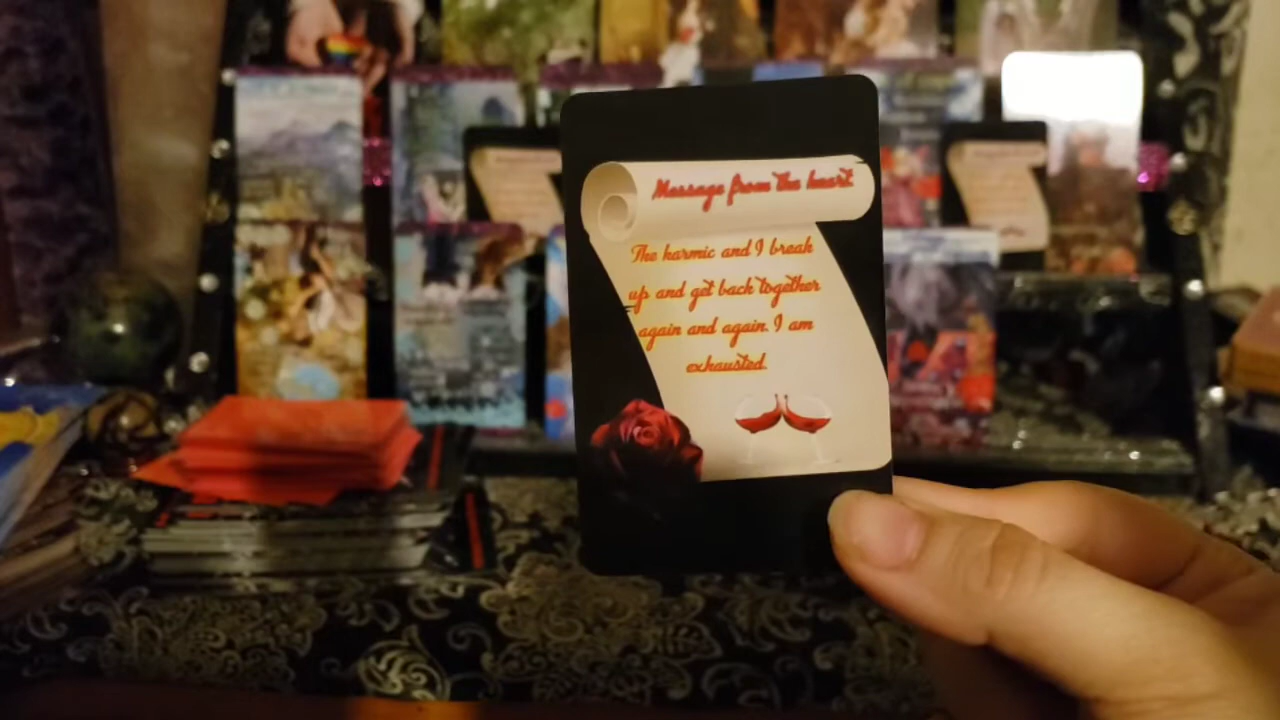 Message from the heart
The karmic and I break
up and get back together
again and again. I am
exhausted.